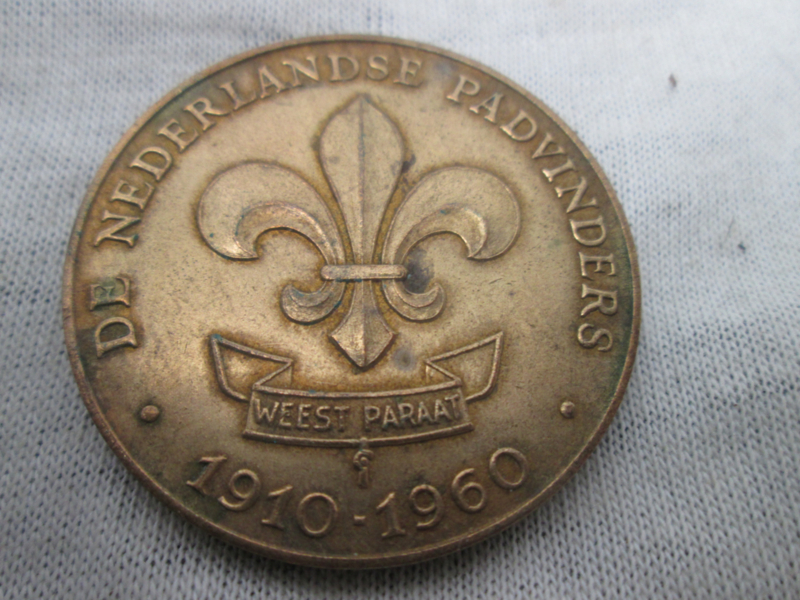 DE NEDERLANDSE PADVINDERS
WEEST PARAAT
1910-1960